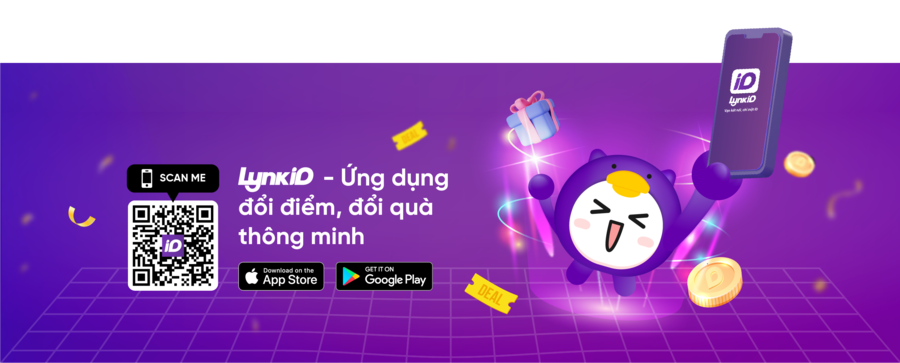 SCAN ME
iD
LynkiD - Ứng dụng
đổi điểm, đổi quà
thông minh
Download on the
App Store
GET IT ON
Google Play
DEAL
DEAL
iD
LynkiD